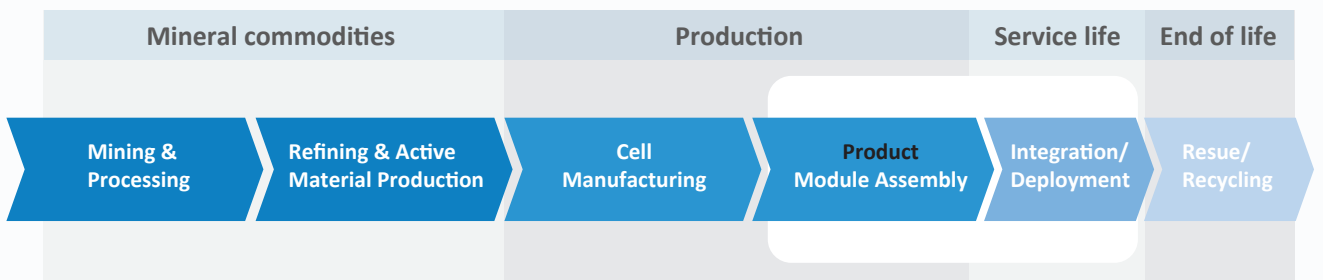 Mineral commodities
Production
Service life
End of life
Mining &
Processing
Refining & Active
Material Production
Cell
Manufacturing
Product
Module Assembly
Integration/
Deployment
Resue/
Recycling